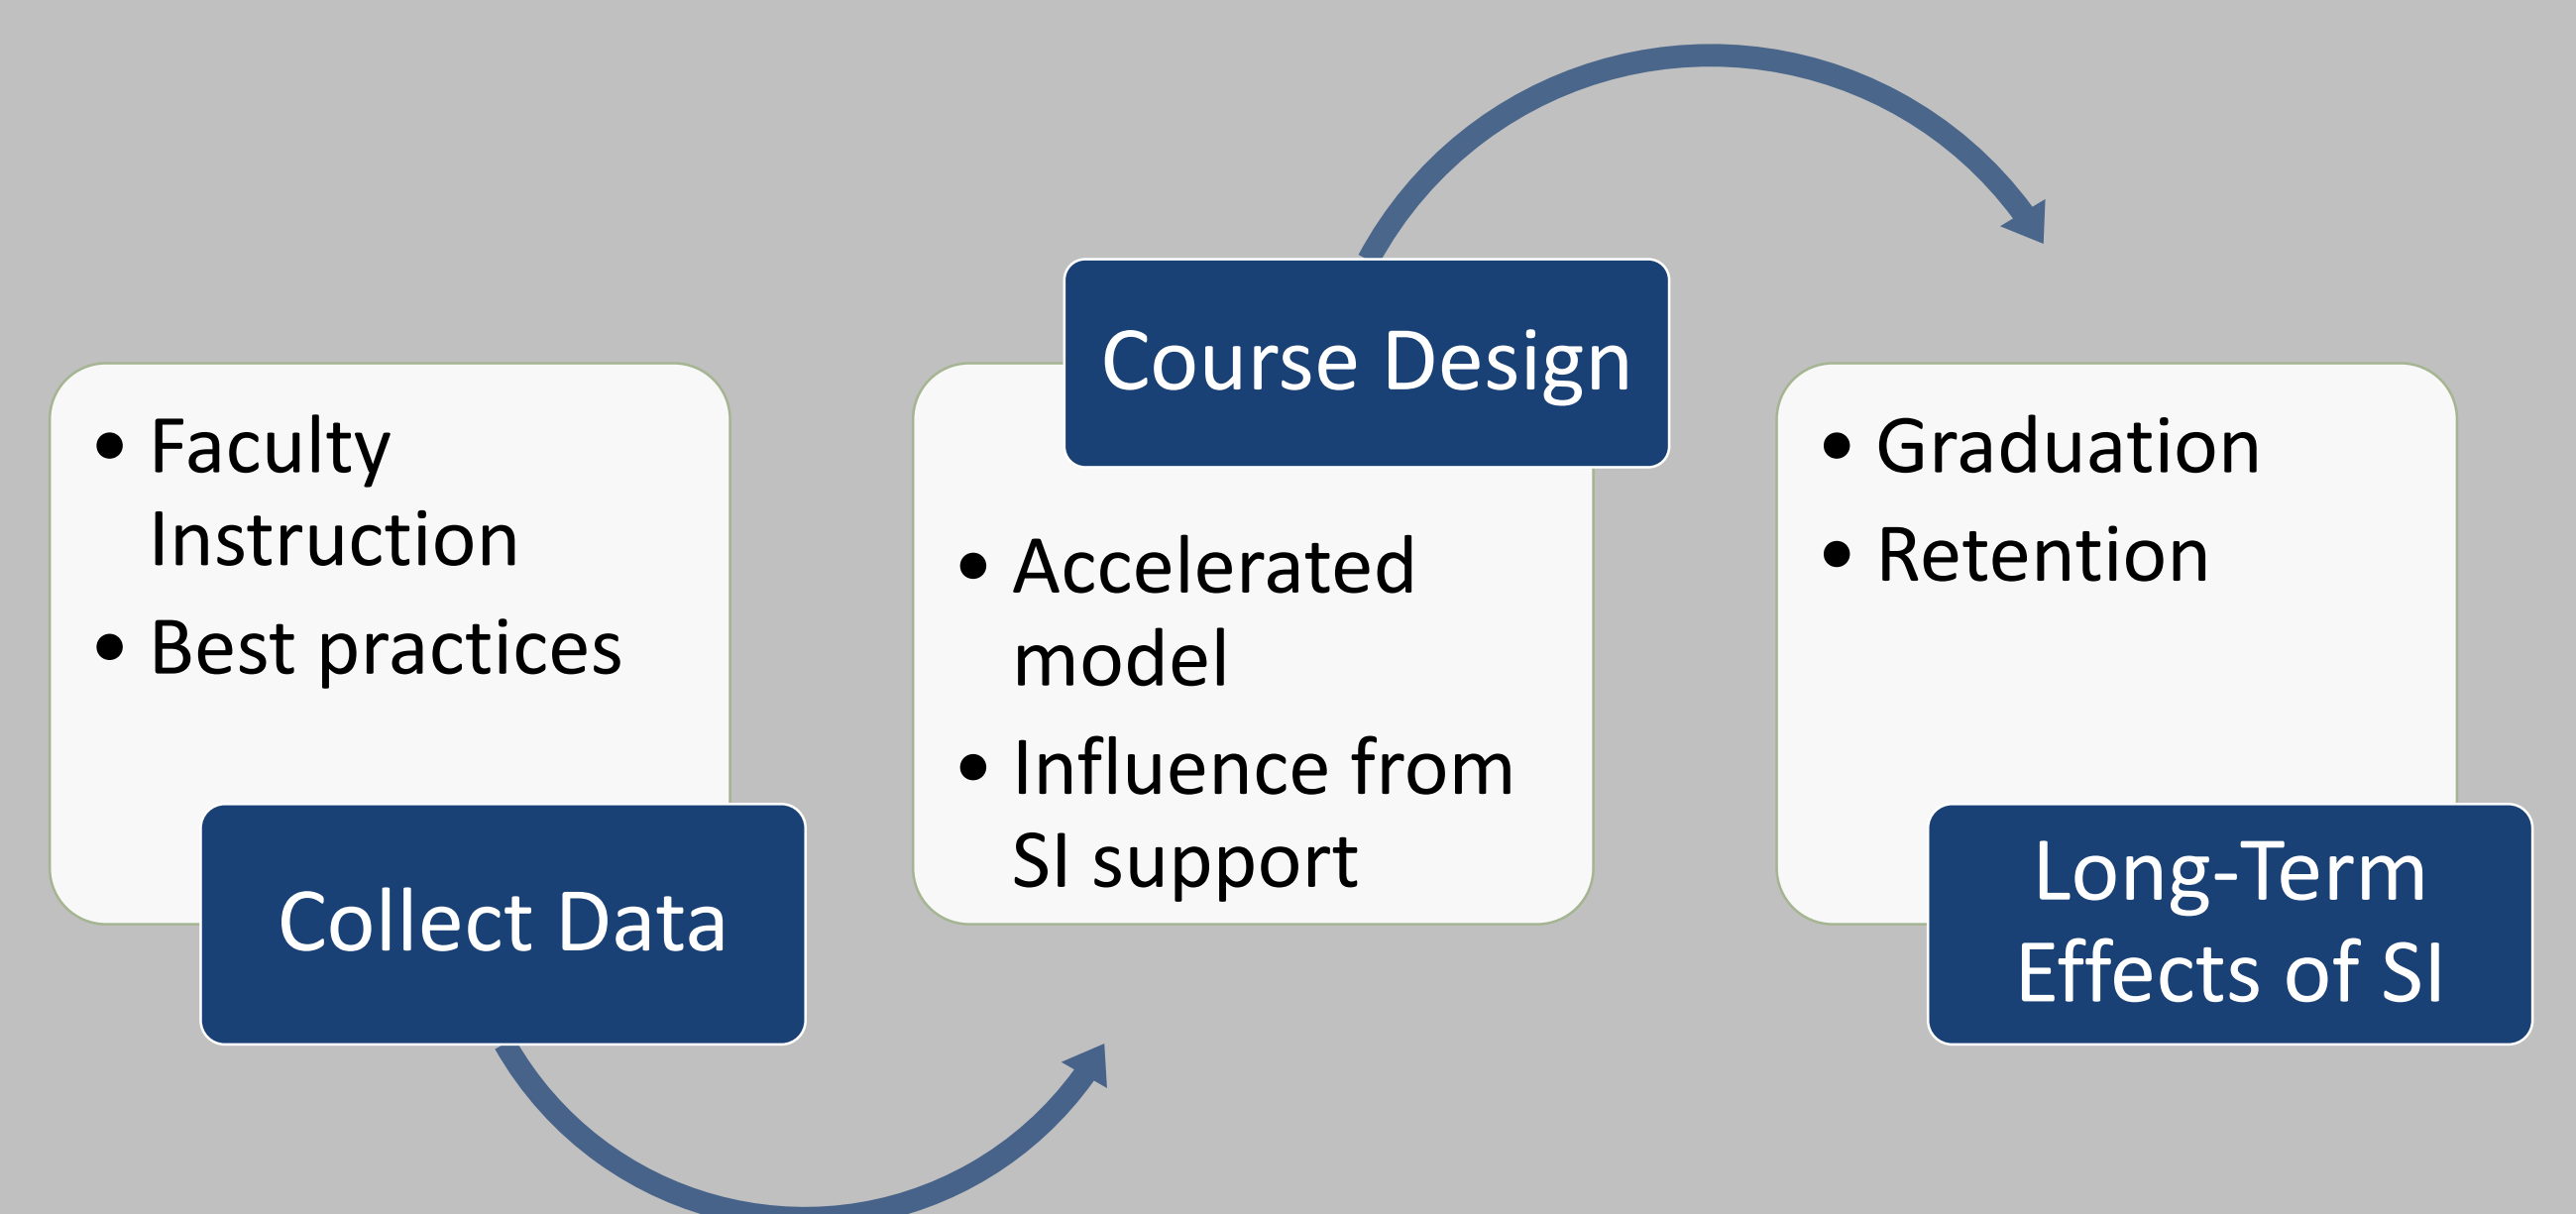 • Faculty
Instruction
• Best practices
Collect Data
Course Design
• Accelerated
model
• Influence from
SI support
• Graduation
• Retention
Long-Term
Effects of SI